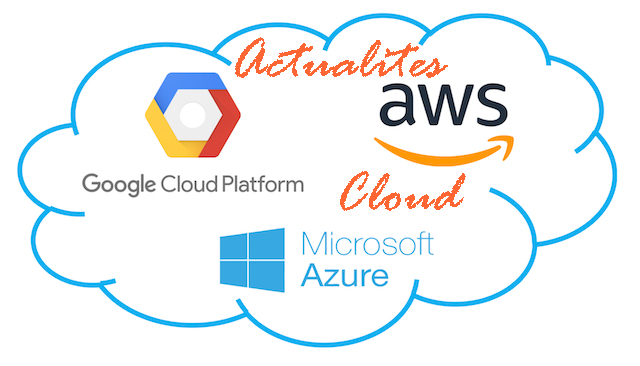 Actualites
aws
Google Cloud Platform
Cloud
Microsoft
Azure